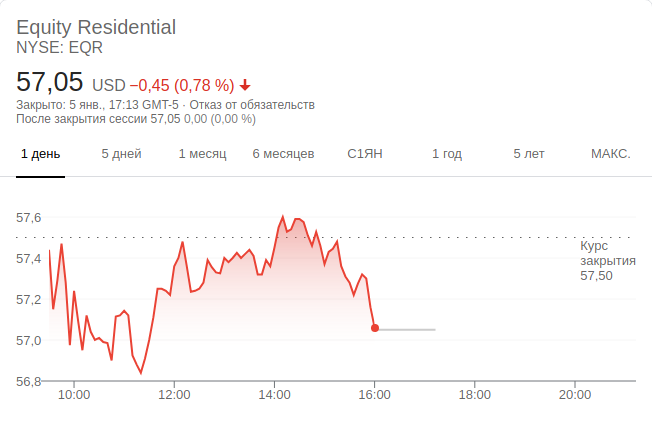 Equity Residential
NYSE: EQR
57,05 USD −0,45 (0,78 %)
Закрыто: 5 янв., 17:13 GMT-5 · Отказ от обязательств
После закрытия сессии 57,05 0,00 (0,00 %)
1 день 5 дней 1 месяц 6 месяцев С1ЯН 1 год 5 лет МАКС.
57,6
57,4
57,2
57,0
56,8
Курс
закрытия
57,50
10:00 12:00 14:00 16:00 18:00 20:00